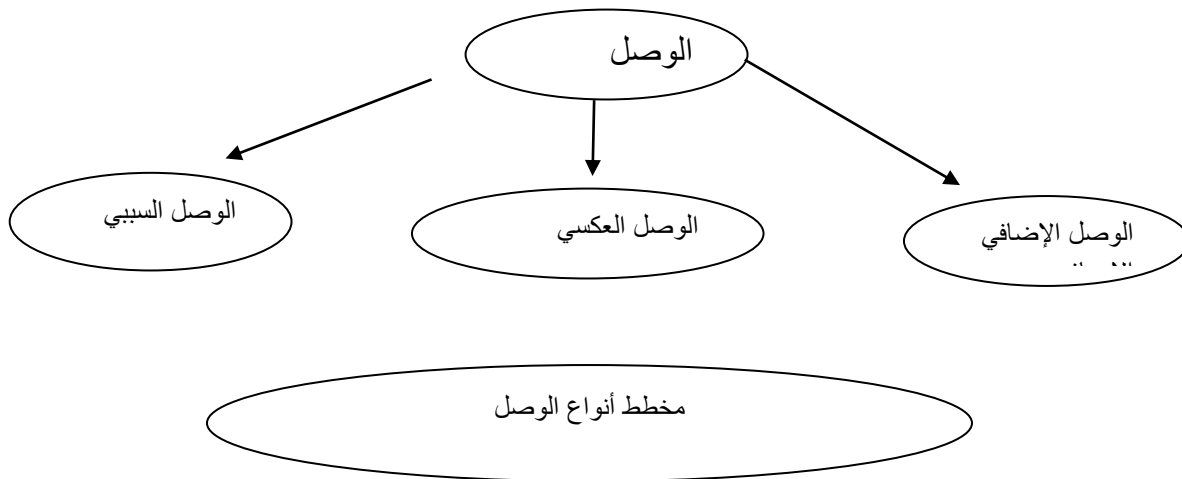 الوصل
الوصل الإضافي
الوصل العكسي
الوصل السببي
مخطط أنواع الوصل